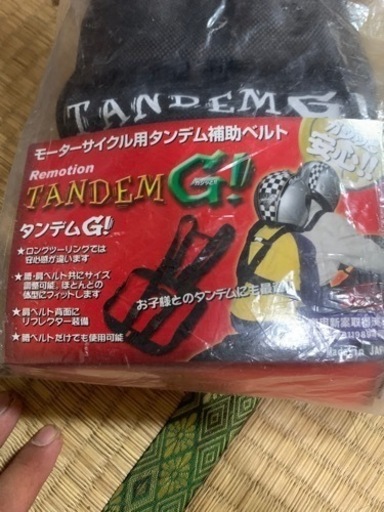 TANDEM G!
モーターサイクル用タンデム補助ベルト
Remotion
TANDEM G!
タンデムG!
★ロングツーリングでは
安心感が違います
★腰・肩ベルト共にサイズ
調整可能、ほとんどの
体型にフィットします
★肩ベルト背面に
リフレクター装備
★腰ベルトだけでも使用可能
安心!!
お子様とのタンデムにも最適